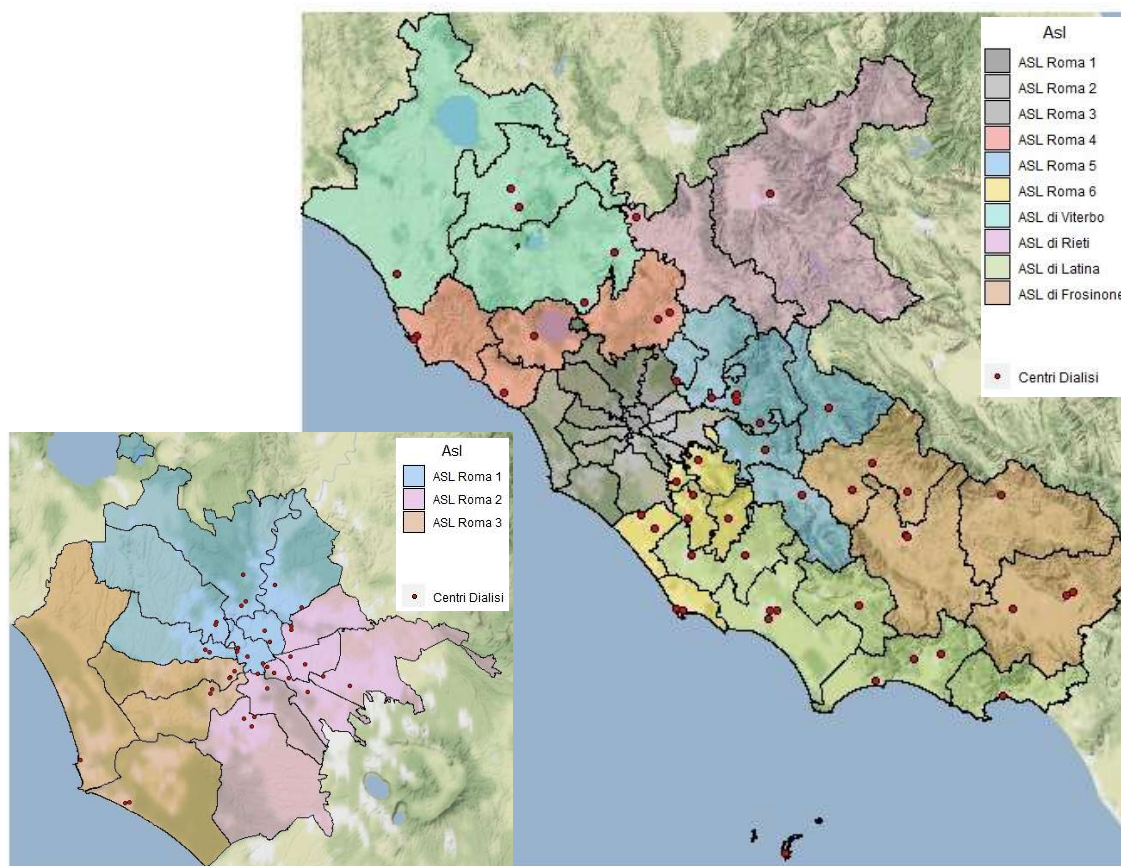 Asl
ASL Roma 1
ASL Roma 2
ASL Roma 3
ASL Roma 4
ASL Roma 5
ASL Roma 6
ASL di Viterbo
ASL di Rieti
ASL di Latina
ASL di Frosinone
Centri Dialisi
Asl
ASL Roma 1
ASL Roma 2
ASL Roma 3
Centri Dialisi